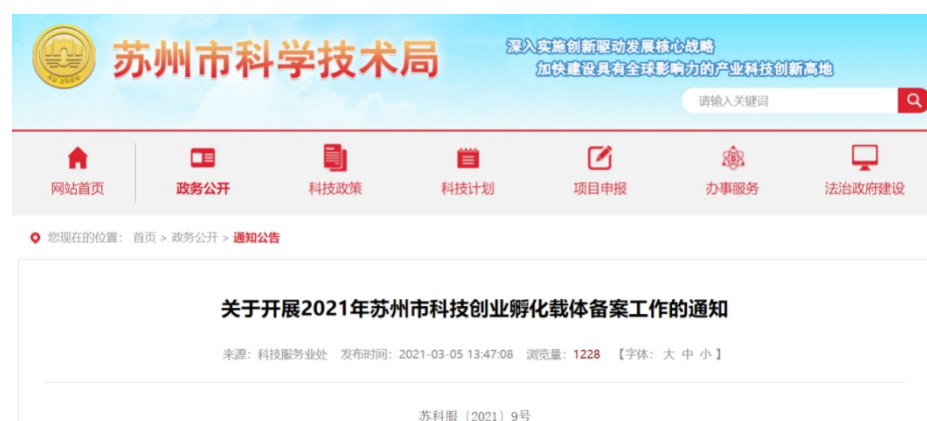 苏州市科学技术局
深入实施创新驱动发展核心战略
加快建设具有全球影响力的产业科技创新高地
请输入关键词
网站首页 政务公开 科技政策 科技计划 项目申报 办事服务 法治政府建设
您现在的位置： 首页 > 政务公开 > 通知公告
关于开展2021年苏州市科技创业孵化载体备案工作的通知
来源：科技服务业处 发布时间：2021-03-05 13:47:08 浏览量：1228 【字体：大 中 小】
苏科服〔2021〕9号